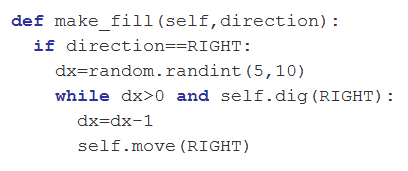 def make_fill(self,direction):
  if direction==RIGHT:
    dx=random.randint(5,10)
    while dx>0 and self.dig(RIGHT):
      dx=dx-1
      self.move(RIGHT)